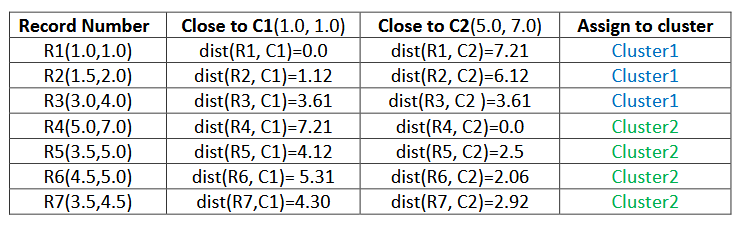 Record Number Close to C1(1.0, 1.0) Close to C2(5.0, 7.0) Assign to cluster
R1(1.0,1.0) dist(R1, C1)=0.0 dist(R1, C2)=7.21 Cluster1
R2(1.5,2.0) dist(R2, C1)=1.12 dist(R2, C2)=6.12 Cluster1
R3(3.0,4.0) dist(R3, C1)=3.61 dist(R3, C2 )=3.61 Cluster1
R4(5.0,7.0) dist(R4, C1)=7.21 dist(R4, C2)=0.0 Cluster2
R5(3.5,5.0) dist(R5, C1)=4.12 dist(R5, C2)=2.5 Cluster2
R6(4.5,5.0) dist(R6, C1)= 5.31 dist(R6, C2)=2.06 Cluster2
R7(3.5,4.5) dist(R7,C1)=4.30 dist(R7, C2)=2.92 Cluster2